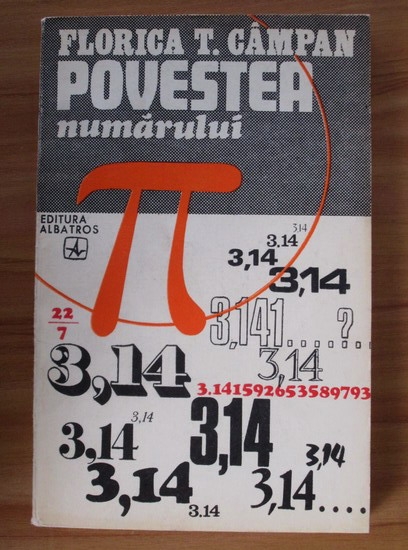 FLORICA T. CÂMPAN
POVESTEA
numărului
π
EDITURA
ALBATROS
3,14
3.14
3,14
3,14
22
7
3,141....?..
3,14
3,14
3.141592653589793
3,14
3,14
3,14
3,14
3,14
3.14
3,14....